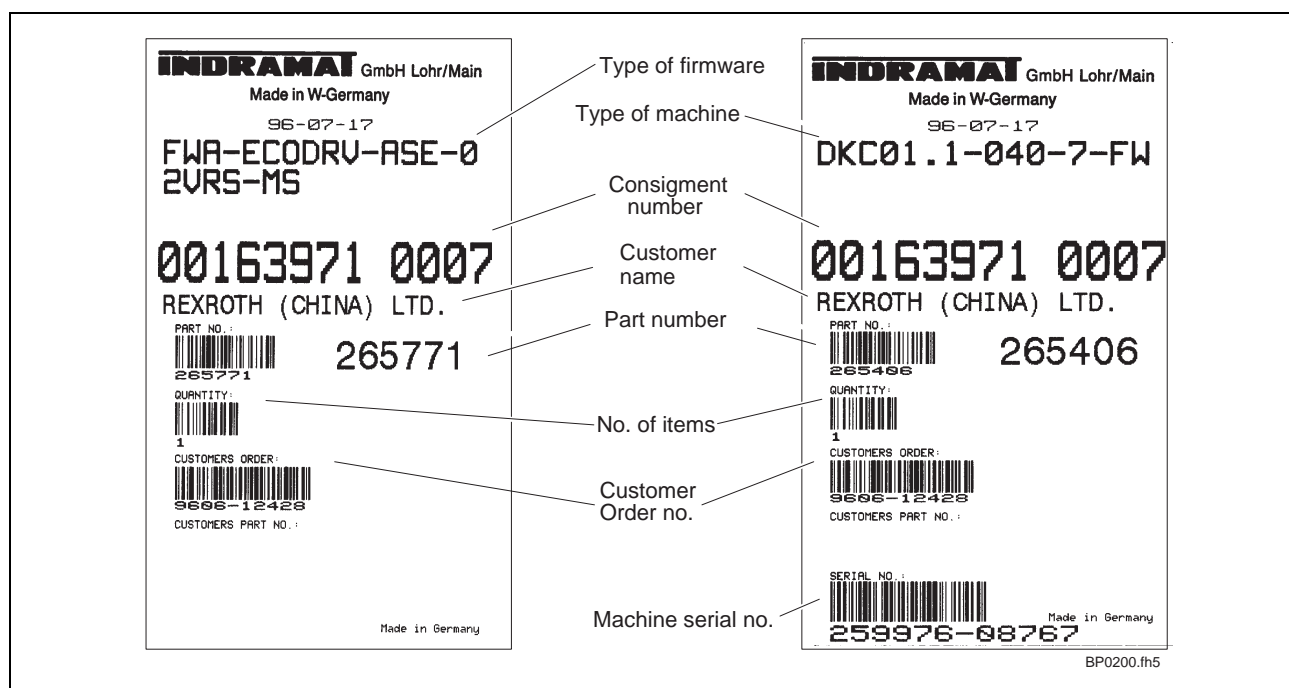 INDRAMAT GmbH Lohr/Main
Made in W-Germany
96-07-17
FWA-ECODRV-ASE-0
2VRS-MS
00163971 0007
REXROTH (CHINA) LTD.
PART NO.:
265771
265771
QUANTITY:
1
CUSTOMERS ORDER:
9606-12428
CUSTOMERS PART NO.:
Made in Germany
Type of firmware
Type of machine
Consigment
number
Customer
name
Part number
No. of items
Customer
Order no.
Machine serial no.
INDRAMAT GmbH Lohr/Main
Made in W-Germany
96-07-17
DKC01.1-040-7-FW
00163971 0007
REXROTH (CHINA) LTD.
PART NO.:
265406
265406
QUANTITY:
1
CUSTOMERS ORDER:
9606-12428
CUSTOMERS PART NO.:
SERIAL NO.:
Made in Germany
259976-08767
BP0200.fh5